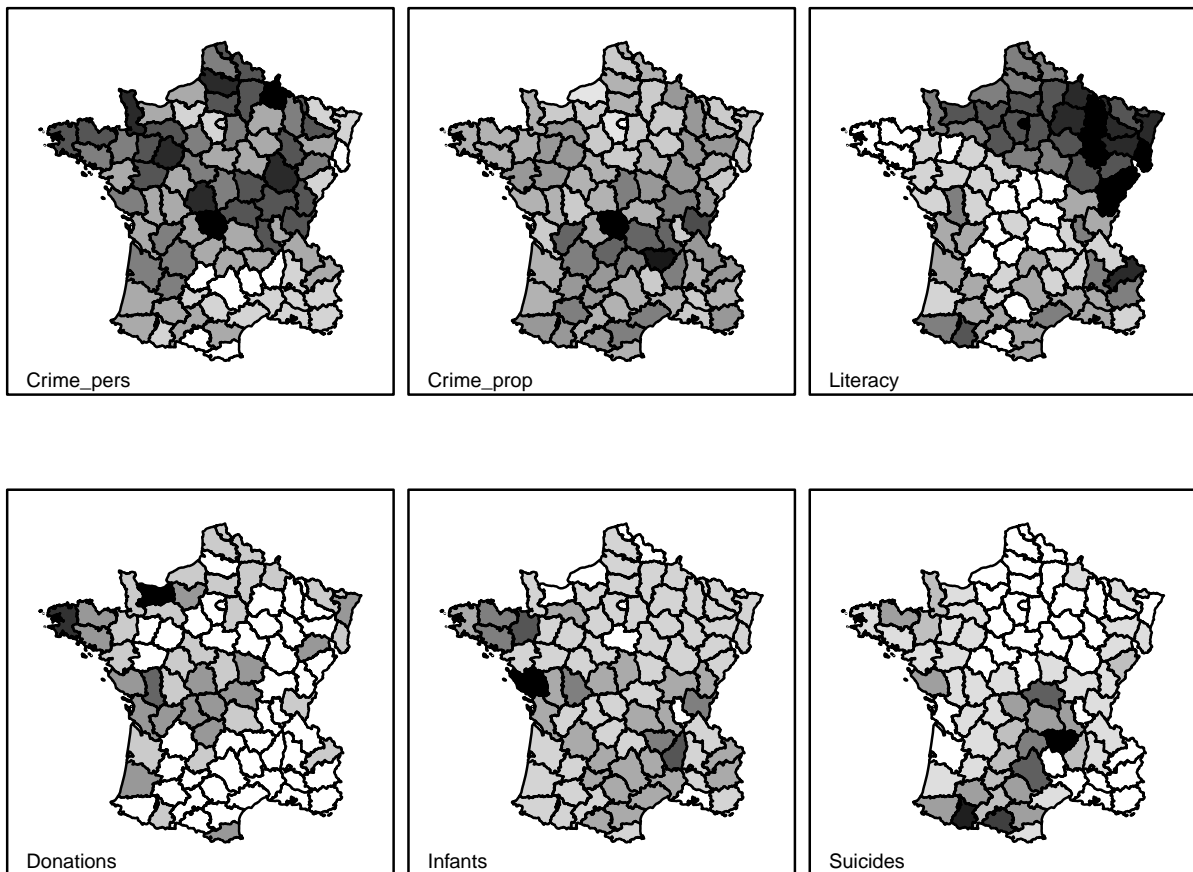 Crime_pers
Crime_prop
Literacy
Donations
Infants
Suicides